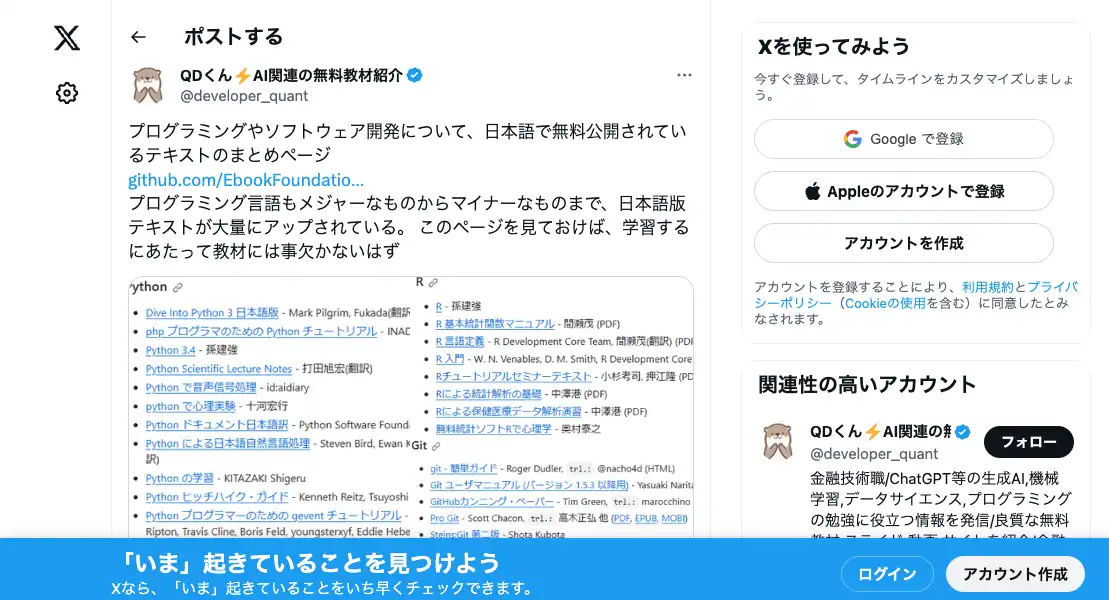 ポストする
QDくん⚡AI関連の無料教材紹介
@developer_quant
プログラミングやソフトウェア開発について、日本語で無料公開されてい
るテキストのまとめページ
github.com/EbookFoundatio…
プログラミング言語もメジャーなものからマイナーなものまで、日本語版
テキストが大量にアップされている。 このページを見ておけば、学習する
にあたって教材には事欠かないはず
ython
Dive Into Python 3 日本語版 - Mark Pilgrim, Fukada(翻訳
php プログラマのための Python チュートリアル - INAD
Python 3.4 - 孫建強
Python Scientific Lecture Notes - 打田旭宏(翻訳)
Python で音声信号処理 - id:aidiary
python で心理実験 - 十河宏行
Python ドキュメント日本語訳 - Python Software Founda
Python による日本語自然言語処理 - Steven Bird, Ewan K
訳)
Python の学習 - KITAZAKI Shigeru
Python ヒッチハイク・ガイド - Kenneth Reitz, Tsuyoshi
Python プログラマーのための gevent チュートリアル -
Ripton, Travis Cline, Boris Feld, youngsterxyf, Eddie Hebe
R
R - 孫建強
R 基本統計関数マニュアル - 間瀬茂 (PDF)
R 言語定義 - R Development Core Team, 間瀬茂(翻訳) (PDF
R 入門 - W. N. Venables, D. M. Smith, R Development Core
Rチュートリアルセミナーテキスト - 小杉考司, 押江隆 (PD
Rによる統計解析の基礎 - 中澤港 (PDF)
Rによる保健医療データ解析演習 - 中澤港 (PDF)
無料統計ソフトRで心理学 - 奥村泰之
Git
git - 簡単ガイド - Roger Dudler, trl.: @nacho4d (HTML)
Git ユーザマニュアル (バージョン 1.5.3 以降用) - Yasuaki Narita
GitHubカンニング・ペーパー - Tim Green, trl.: marocchino
Pro Git - Scott Chacon, trl.: 高木正弘 他 (PDF, EPUB, MOBI)
Steins;Git 第二版 - Shota Kubota
Xを使ってみよう
今すぐ登録して、タイムラインをカスタマイズしましょ
う。
Google で登録
Appleのアカウントで登録
アカウントを作成
アカウントを登録することにより、利用規約とプライバ
シーポリシー（Cookieの使用を含む）に同意したとみ
なされます。
関連性の高いアカウント
QDくん⚡AI関連の無
@developer_quant
フォロー
金融技術職/ChatGPT等の生成AI,機械
学習,データサイエンス,プログラミング
の勉強に役立つ情報を発信/良質な無料
教材,スライド,動画,サイトを紹介/金融
「いま」起きていることを見つけよう
Xなら、「いま」起きていることをいち早くチェックできます。
ログイン
アカウント作成